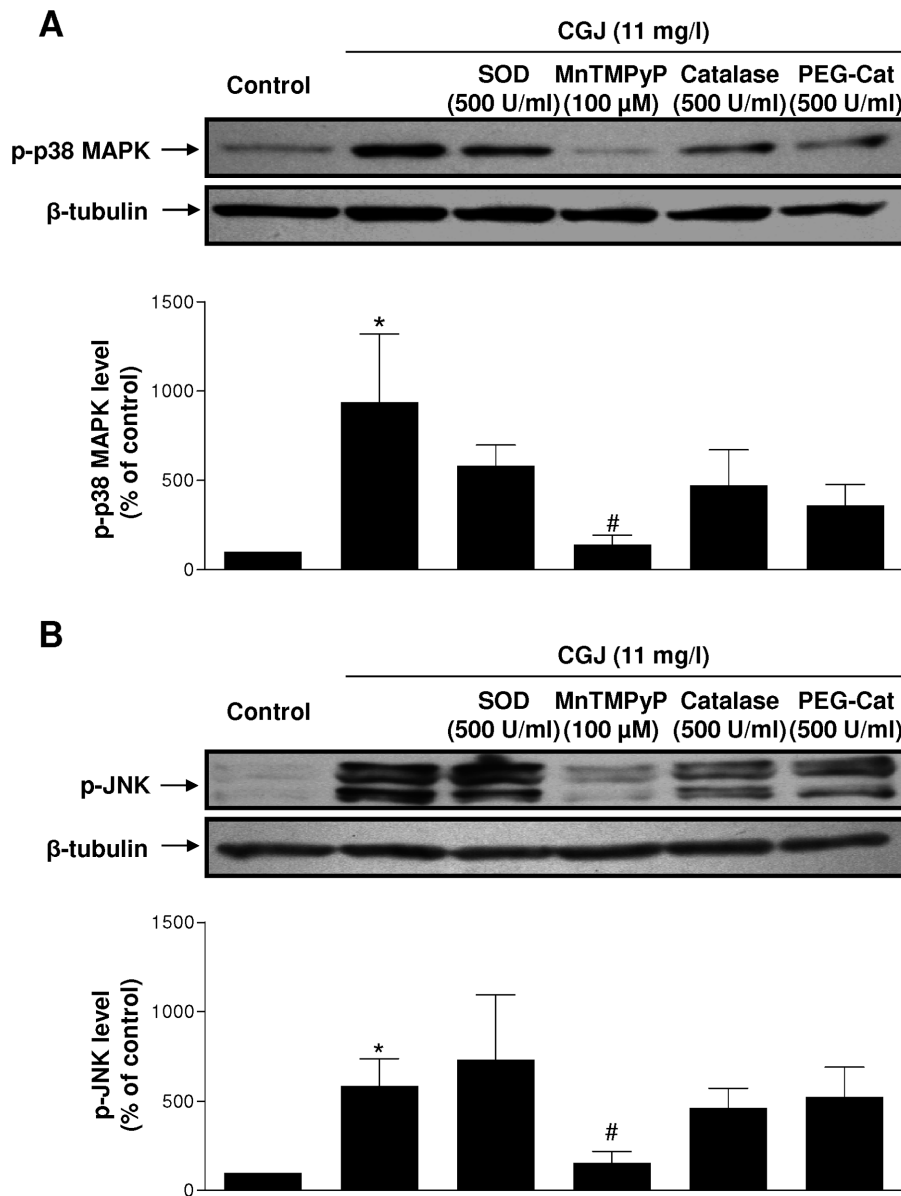 A
CGJ (11 mg/l)
Control
SOD
(500 U/ml)
MnTMPyP
(100 µM)
Catalase
(500 U/ml)
PEG-Cat
(500 U/ml)
p-p38 MAPK
β-tubulin
p-p38 MAPK level
(% of control)
1500
1000
500
0
*
#
B
CGJ (11 mg/l)
Control
SOD
(500 U/ml)
MnTMPyP
(100 µM)
Catalase
(500 U/ml)
PEG-Cat
(500 U/ml)
p-JNK
β-tubulin
p-JNK level
(% of control)
1500
1000
500
0
*
#